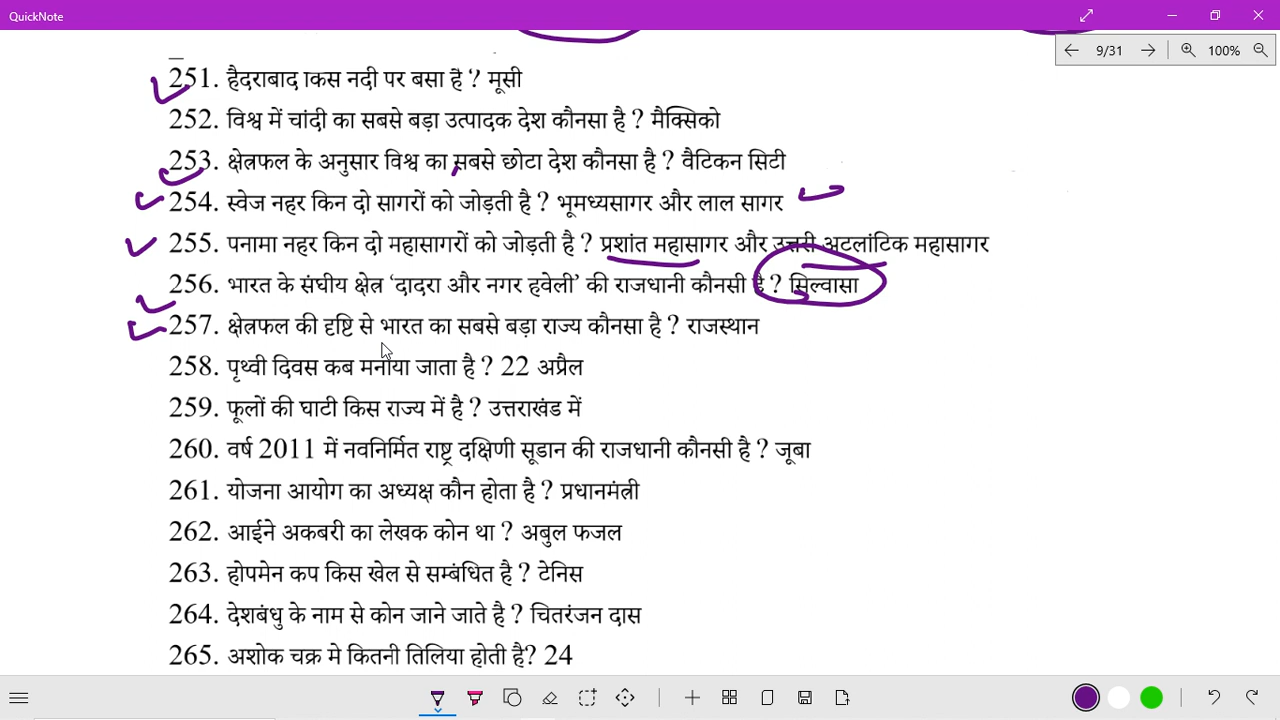 QuickNote
9/31
100%
251. हैदराबाद किस नदी पर बसा है ? मूसी
252. विश्व में चांदी का सबसे बड़ा उत्पादक देश कौनसा है ? मैक्सिको
253. क्षेत्रफल के अनुसार विश्व का सबसे छोटा देश कौनसा है ? वैटिकन सिटी
254. स्वेज नहर किन दो सागरों को जोड़ती है ? भूमध्यसागर और लाल सागर
255. पनामा नहर किन दो महासागरों को जोड़ती है ? प्रशांत महासागर और उत्तरी अटलांटिक महासागर
256. भारत के संघीय क्षेत्र ‘दादरा और नगर हवेली’ की राजधानी कौनसी है ? सिल्वासा
257. क्षेत्रफल की दृष्टि से भारत का सबसे बड़ा राज्य कौनसा है ? राजस्थान
258. पृथ्वी दिवस कब मनाया जाता है ? 22 अप्रैल
259. फूलों की घाटी किस राज्य में है ? उत्तराखंड में
260. वर्ष 2011 में नवनिर्मित राष्ट्र दक्षिणी सूडान की राजधानी कौनसी है ? जूबा
261. योजना आयोग का अध्यक्ष कौन होता है ? प्रधानमंत्री
262. आईने अकबरी का लेखक कोन था ? अबुल फजल
263. होपमेन कप किस खेल से सम्बंधित है ? टेनिस
264. देशबंधु के नाम से कोन जाने जाते है ? चितरंजन दास
265. अशोक चक्र मे कितनी तिलिया होती है? 24